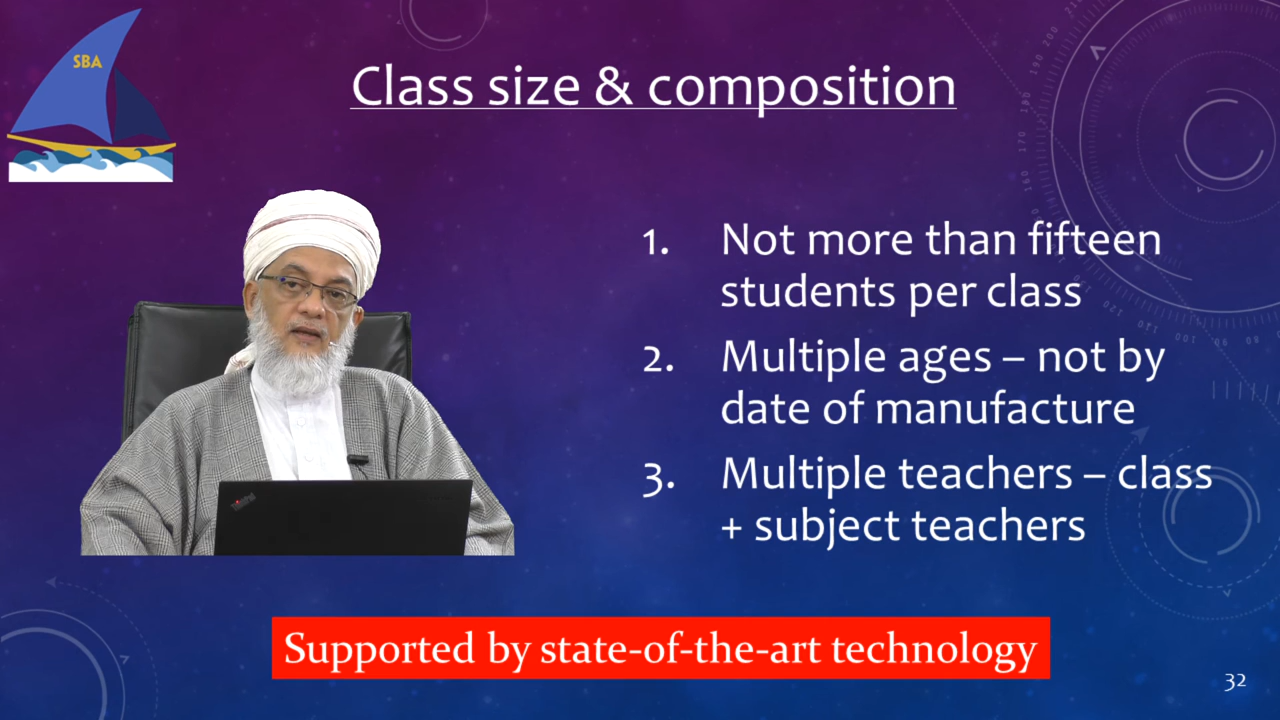 SBA
Class size & composition
1. Not more than fifteen
students per class
2. Multiple ages – not by
date of manufacture
3. Multiple teachers – class
+ subject teachers
Supported by state-of-the-art technology
32